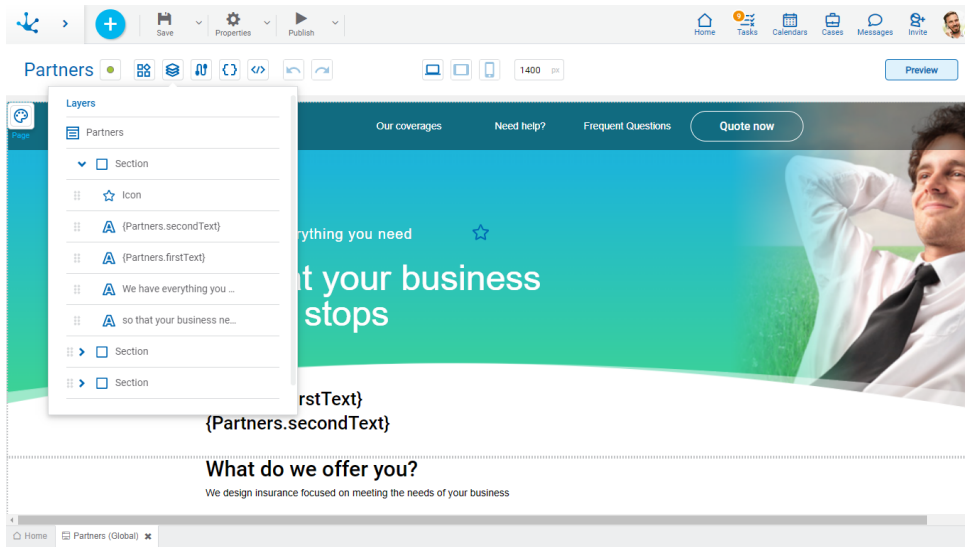 Save
Properties
Publish
Home
9
Tasks
Calendars
Cases
Messages
Invite
Partners
1400 px
Preview
Page
Layers
Partners
Section
Icon
{Partners.secondText}
{Partners.firstText}
We have everything you ...
so that your business ne...
Section
Section
Our coverages
Need help?
Frequent Questions
Quote now
rything you need
t your business
stops
rstText}
{Partners.secondText}
What do we offer you?
We design insurance focused on meeting the needs of your business
Home
Partners (Global)